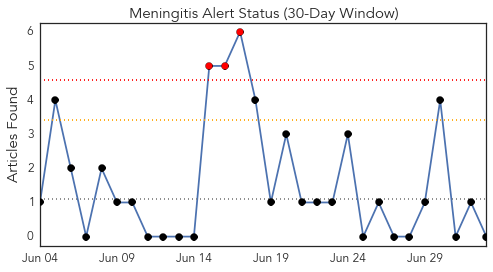 Meningitis Alert Status (30-Day Window)
Articles Found
6
5
4
3
2
1
0
Jun 04 Jun 09 Jun 14 Jun 19 Jun 24 Jun 29